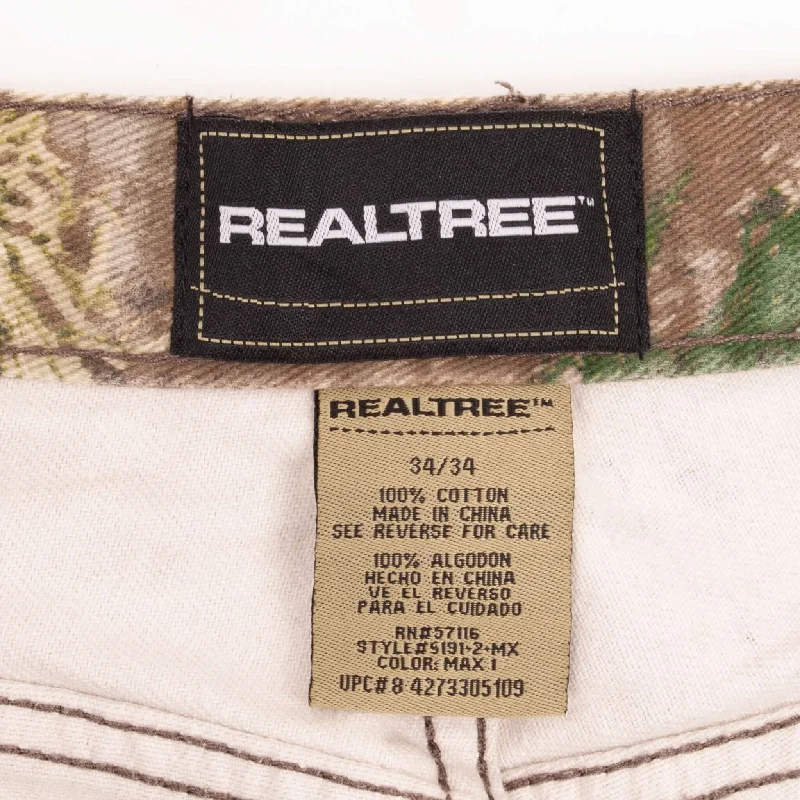 REALTREE™
REALTREE™
34/34
100% COTTON
MADE IN CHINA
SEE REVERSE FOR CARE
100% ALGODON
HECHO EN CHINA
VE EL REVERSO
PARA EL CUIDADO
RN#57116
STYLE#5191-2-MX
COLOR: MAX 1
UPC# 8 4273305109